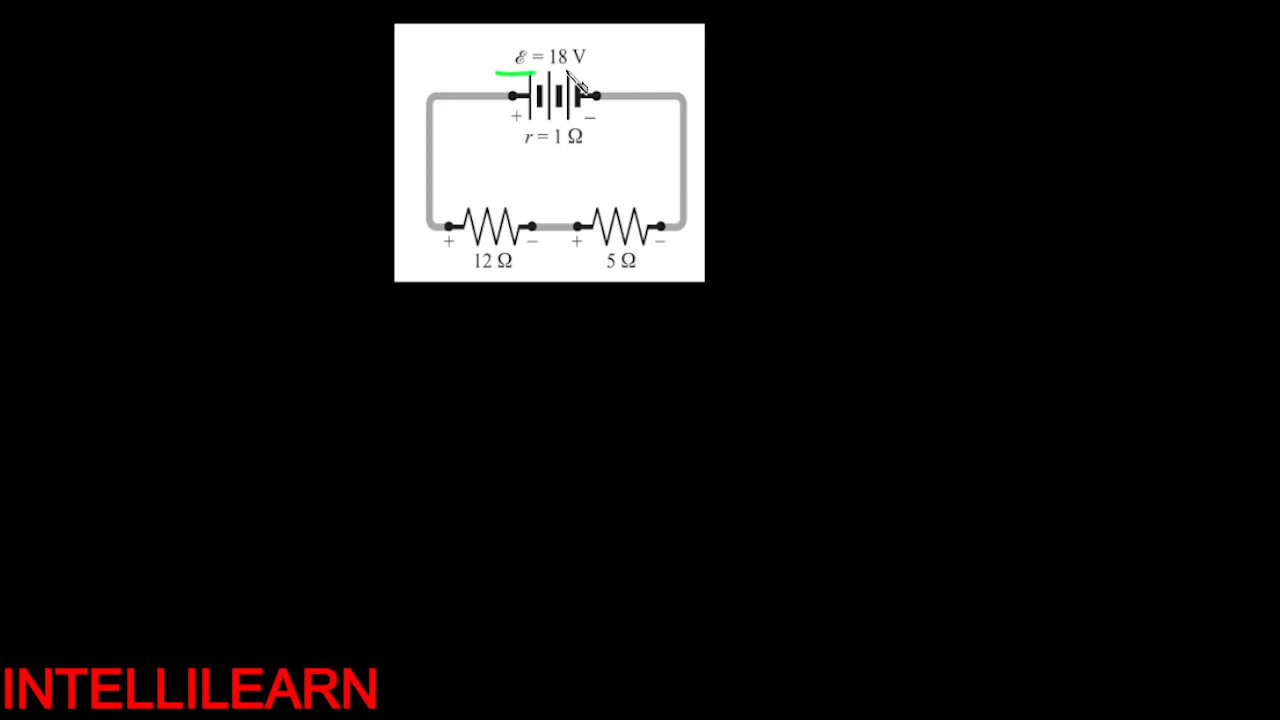 ℰ = 18 V
+ −
r = 1 Ω
+ − + −
12 Ω 5 Ω
INTELLILEARN